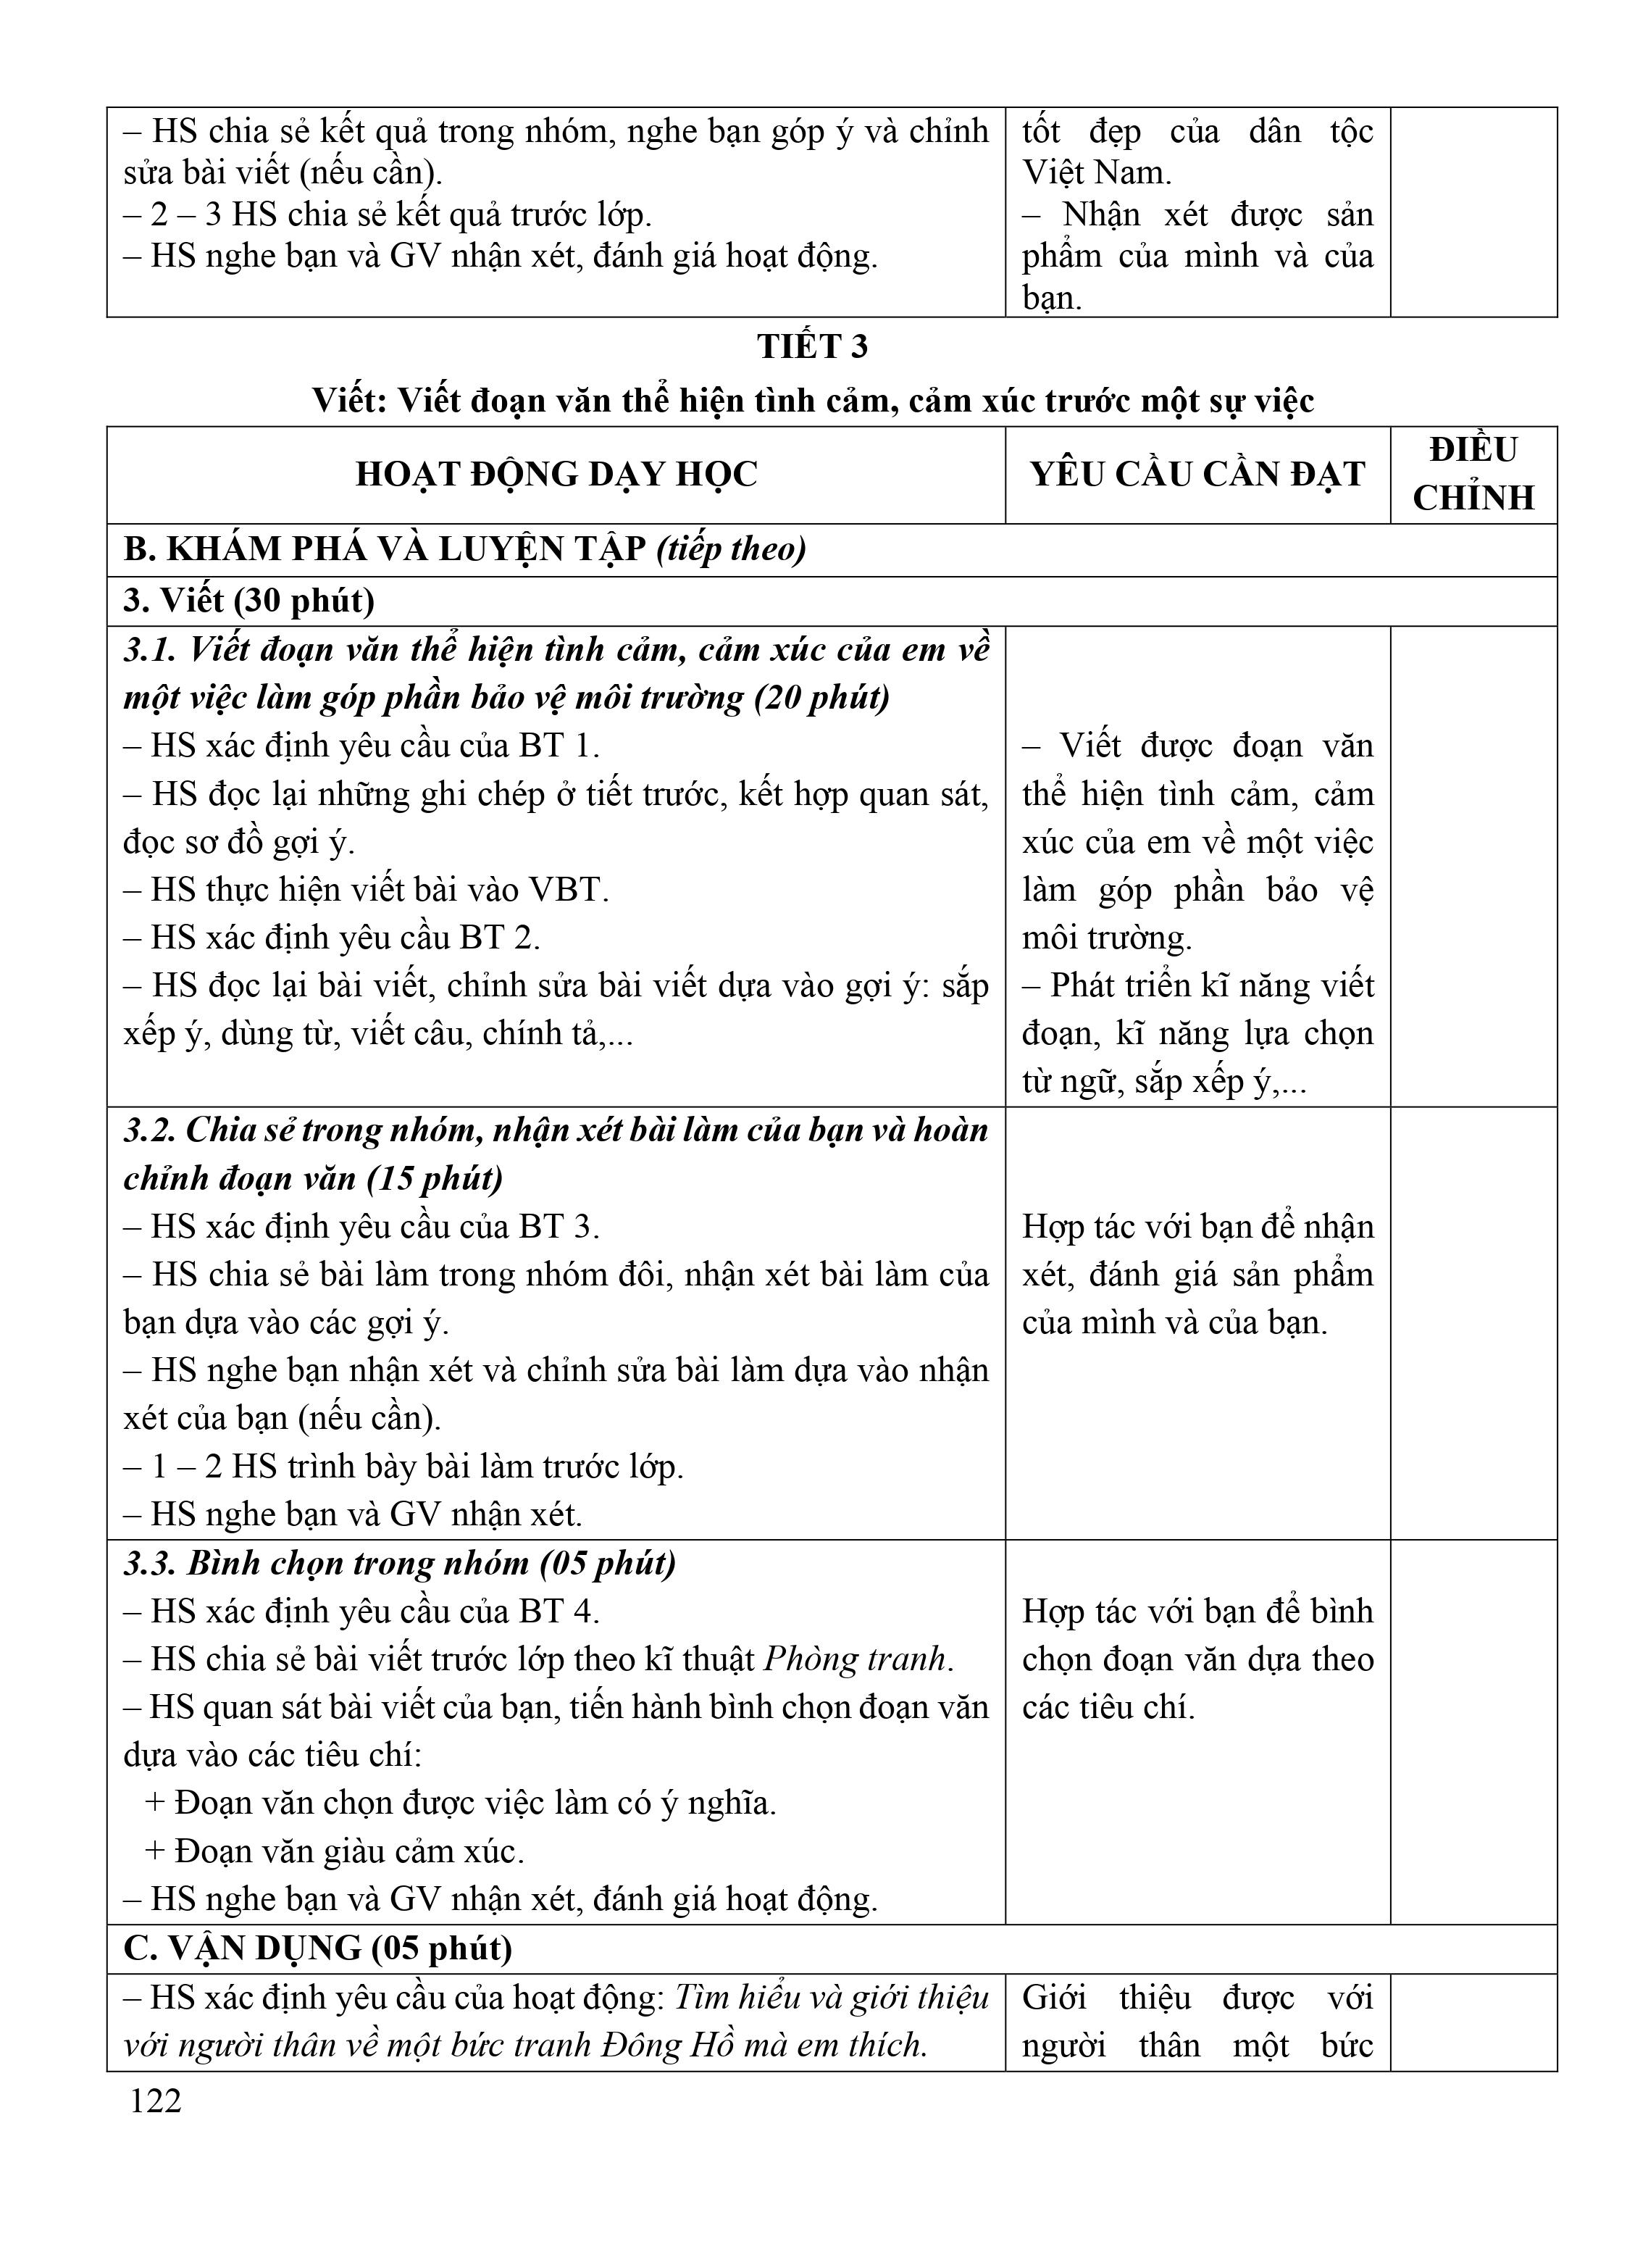 – HS chia sẻ kết quả trong nhóm, nghe bạn góp ý và chỉnh
sửa bài viết (nếu cần).
– 2 – 3 HS chia sẻ kết quả trước lớp.
– HS nghe bạn và GV nhận xét, đánh giá hoạt động.
tốt đẹp của dân tộc
Việt Nam.
– Nhận xét được sản
phẩm của mình và của
bạn.
TIẾT 3
Viết: Viết đoạn văn thể hiện tình cảm, cảm xúc trước một sự việc
HOẠT ĐỘNG DẠY HỌC
YÊU CẦU CẦN ĐẠT
ĐIỀU
CHỈNH
B. KHÁM PHÁ VÀ LUYỆN TẬP (tiếp theo)
3. Viết (30 phút)
3.1. Viết đoạn văn thể hiện tình cảm, cảm xúc của em về
một việc làm góp phần bảo vệ môi trường (20 phút)
– HS xác định yêu cầu của BT 1.
– HS đọc lại những ghi chép ở tiết trước, kết hợp quan sát,
đọc sơ đồ gợi ý.
– HS thực hiện viết bài vào VBT.
– HS xác định yêu cầu BT 2.
– HS đọc lại bài viết, chỉnh sửa bài viết dựa vào gợi ý: sắp
xếp ý, dùng từ, viết câu, chính tả,...
– Viết được đoạn văn
thể hiện tình cảm, cảm
xúc của em về một việc
làm góp phần bảo vệ
môi trường.
– Phát triển kĩ năng viết
đoạn, kĩ năng lựa chọn
từ ngữ, sắp xếp ý,...
3.2. Chia sẻ trong nhóm, nhận xét bài làm của bạn và hoàn
chỉnh đoạn văn (15 phút)
– HS xác định yêu cầu của BT 3.
– HS chia sẻ bài làm trong nhóm đôi, nhận xét bài làm của
bạn dựa vào các gợi ý.
– HS nghe bạn nhận xét và chỉnh sửa bài làm dựa vào nhận
xét của bạn (nếu cần).
– 1 – 2 HS trình bày bài làm trước lớp.
– HS nghe bạn và GV nhận xét.
Hợp tác với bạn để nhận
xét, đánh giá sản phẩm
của mình và của bạn.
3.3. Bình chọn trong nhóm (05 phút)
– HS xác định yêu cầu của BT 4.
– HS chia sẻ bài viết trước lớp theo kĩ thuật Phòng tranh.
– HS quan sát bài viết của bạn, tiến hành bình chọn đoạn văn
dựa vào các tiêu chí:
+ Đoạn văn chọn được việc làm có ý nghĩa.
+ Đoạn văn giàu cảm xúc.
– HS nghe bạn và GV nhận xét, đánh giá hoạt động.
Hợp tác với bạn để bình
chọn đoạn văn dựa theo
các tiêu chí.
C. VẬN DỤNG (05 phút)
– HS xác định yêu cầu của hoạt động: Tìm hiểu và giới thiệu
với người thân về một bức tranh Đông Hồ mà em thích.
Giới thiệu được với
người thân một bức
122